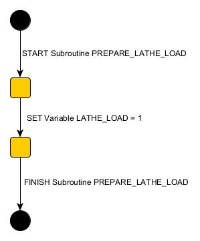 START Subroutine PREPARE_LATHE_LOAD
SET Variable LATHE_LOAD = 1
FINISH Subroutine PREPARE_LATHE_LOAD